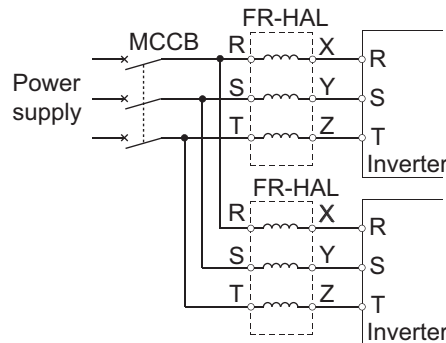 FR-HAL
MCCB
R X R
Power supply
S Y S
T Z T
Inverter
FR-HAL
R X R
S Y S
T Z T
Inverter